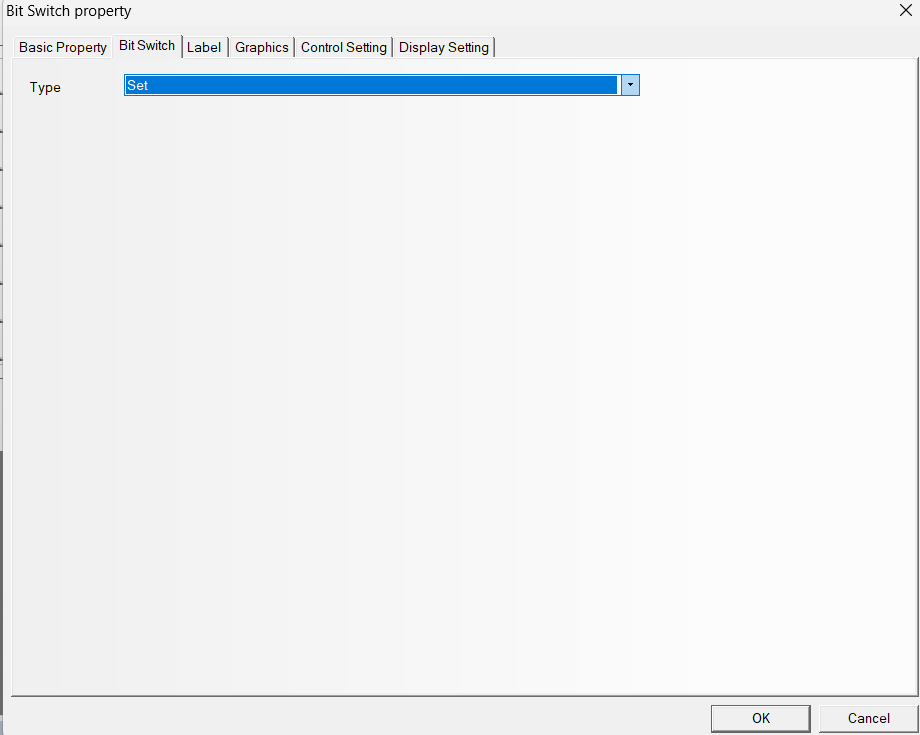 Bit Switch property
Basic Property Bit Switch Label Graphics Control Setting Display Setting
Type Set
OK Cancel